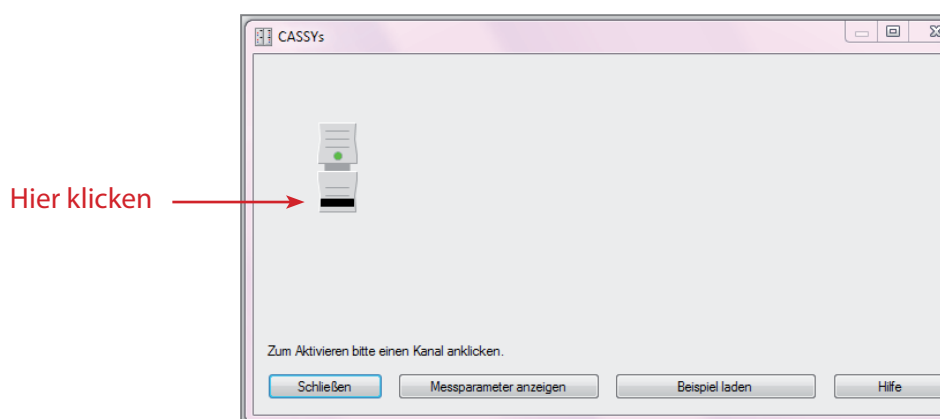 CASSYs
Hier klicken
Zum Aktivieren bitte einen Kanal anklicken.
Schließen Messparameter anzeigen Beispiel laden Hilfe